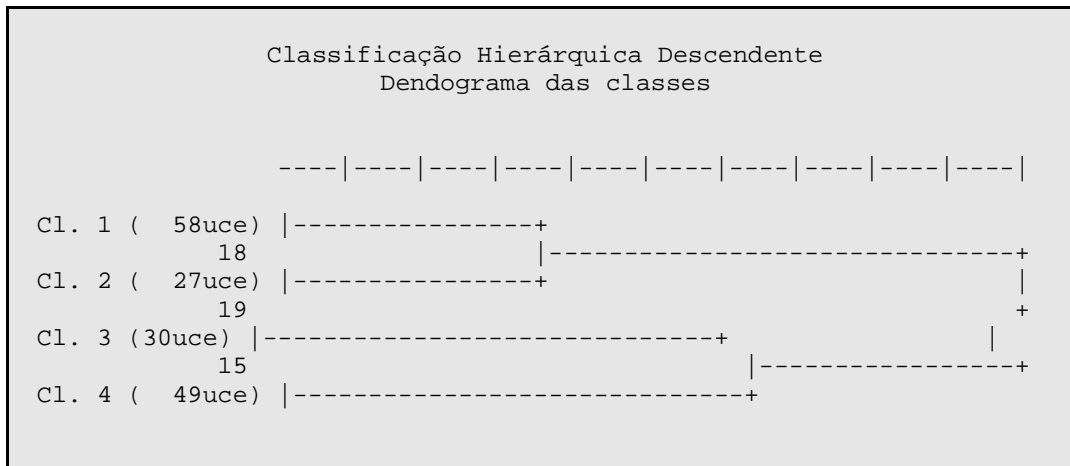 Classificação Hierárquica Descendente
Dendograma das classes
----|----|----|----|----|----|----|----|----|----|
Cl. 1 (  58uce) |----------------+
18 |-------------------------------+
Cl. 2 (  27uce) |----------------+ |
19 +
Cl. 3 (30uce) |------------------------------+ |
15 |-----------------+
Cl. 4 (  49uce) |------------------------------+